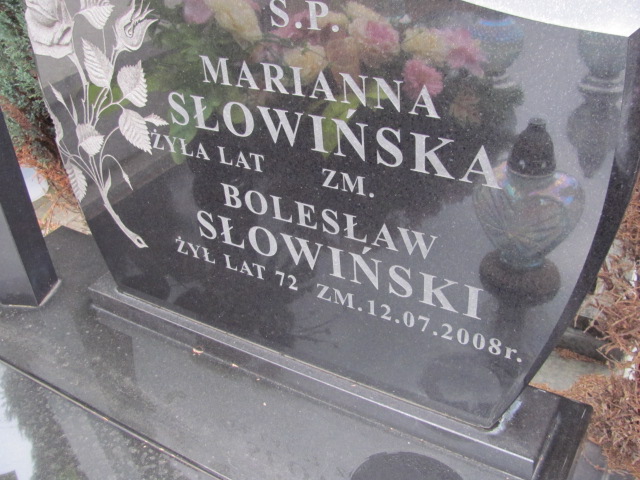 Ś.P.
MARIANNA
SŁOWIŃSKA
ŻYŁA LAT ZM.
BOLESŁAW
SŁOWIŃSKI
ŻYŁ LAT 72 ZM.12.07.2008r.